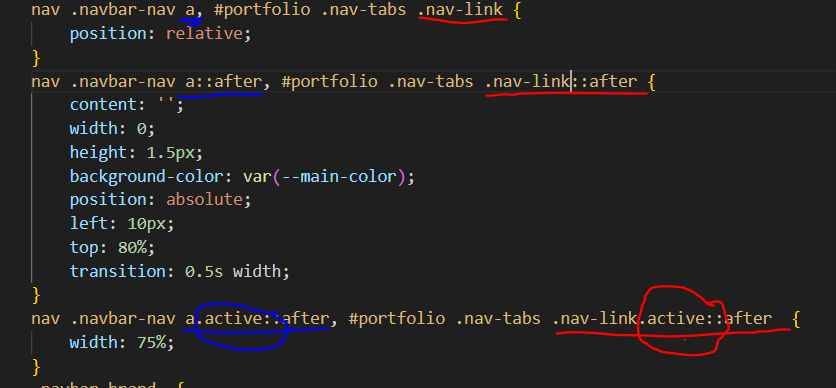 nav .navbar-nav a, #portfolio .nav-tabs .nav-link {
position: relative;
}
nav .navbar-nav a::after, #portfolio .nav-tabs .nav-link::after {
content: '';
width: 0;
height: 1.5px;
background-color: var(--main-color);
position: absolute;
left: 10px;
top: 80%;
transition: 0.5s width;
}
nav .navbar-nav a.active::after, #portfolio .nav-tabs .nav-link.active::after {
width: 75%;
}
.navbar-brand {